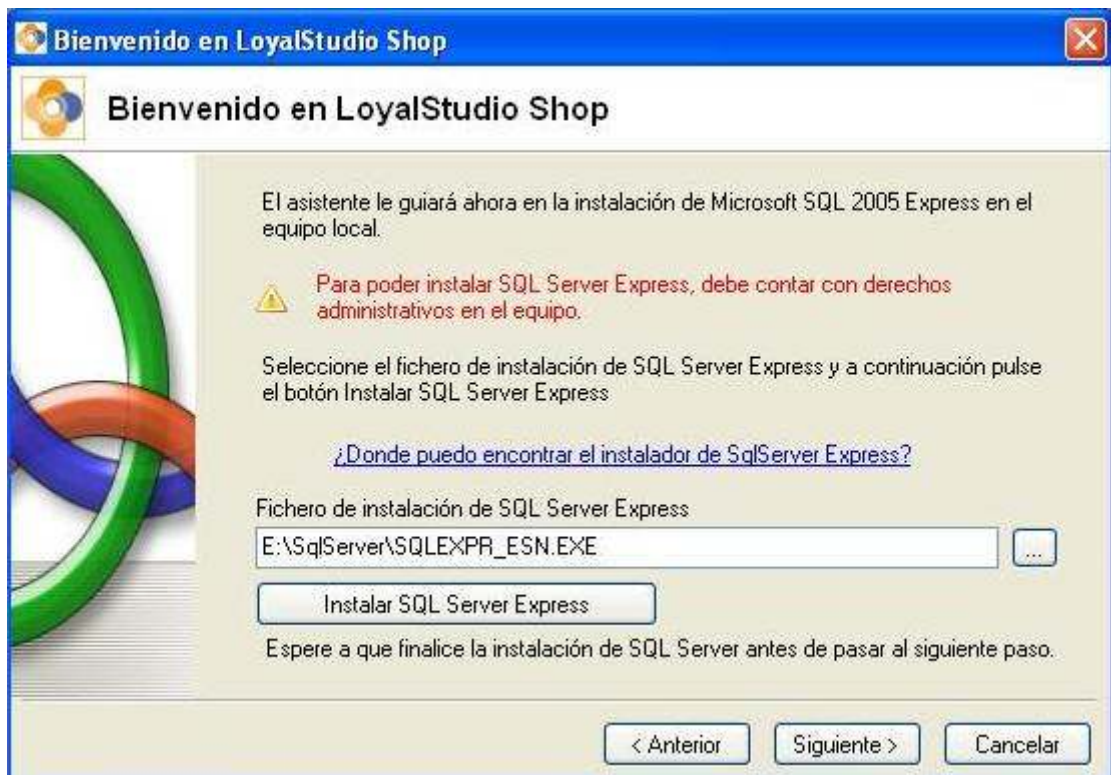 Bienvenido en LoyalStudio Shop
Bienvenido en LoyalStudio Shop
El asistente le guiará ahora en la instalación de Microsoft SQL 2005 Express en el
equipo local.
Para poder instalar SQL Server Express, debe contar con derechos
administrativos en el equipo.
Seleccione el fichero de instalación de SQL Server Express y a continuación pulse
el botón Instalar SQL Server Express
¿Donde puedo encontrar el instalador de SqlServer Express?
Fichero de instalación de SQL Server Express
E:\SqlServer\SQLEXPR_ESN.EXE
...
Instalar SQL Server Express
Espere a que finalice la instalación de SQL Server antes de pasar al siguiente paso.
< Anterior
Siguiente >
Cancelar